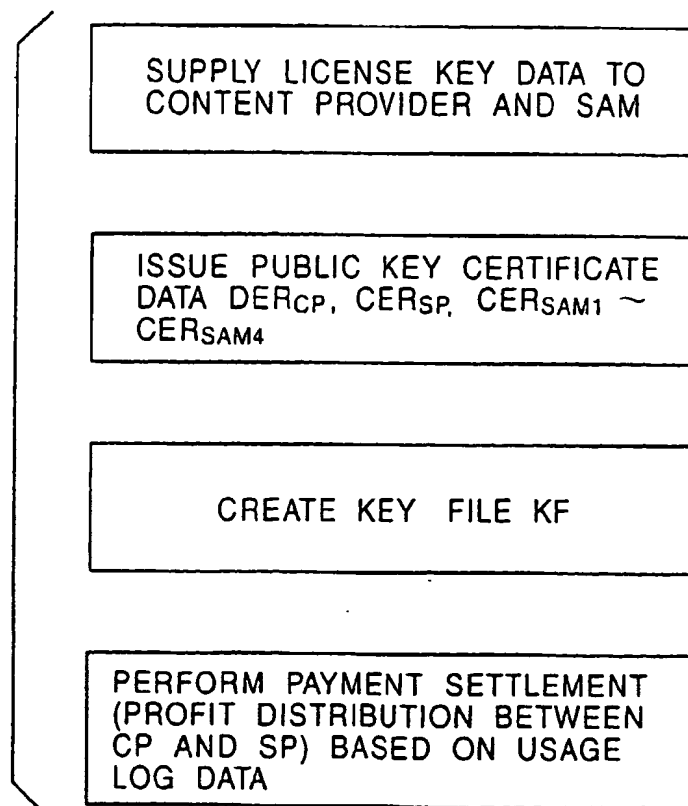 SUPPLY LICENSE KEY DATA TO
CONTENT PROVIDER AND SAM
ISSUE PUBLIC KEY CERTIFICATE
DATA DERCP, CERSP, CERSAM1 ~
CERSAM4
CREATE KEY FILE KF
PERFORM PAYMENT SETTLEMENT
(PROFIT DISTRIBUTION BETWEEN
CP AND SP) BASED ON USAGE
LOG DATA